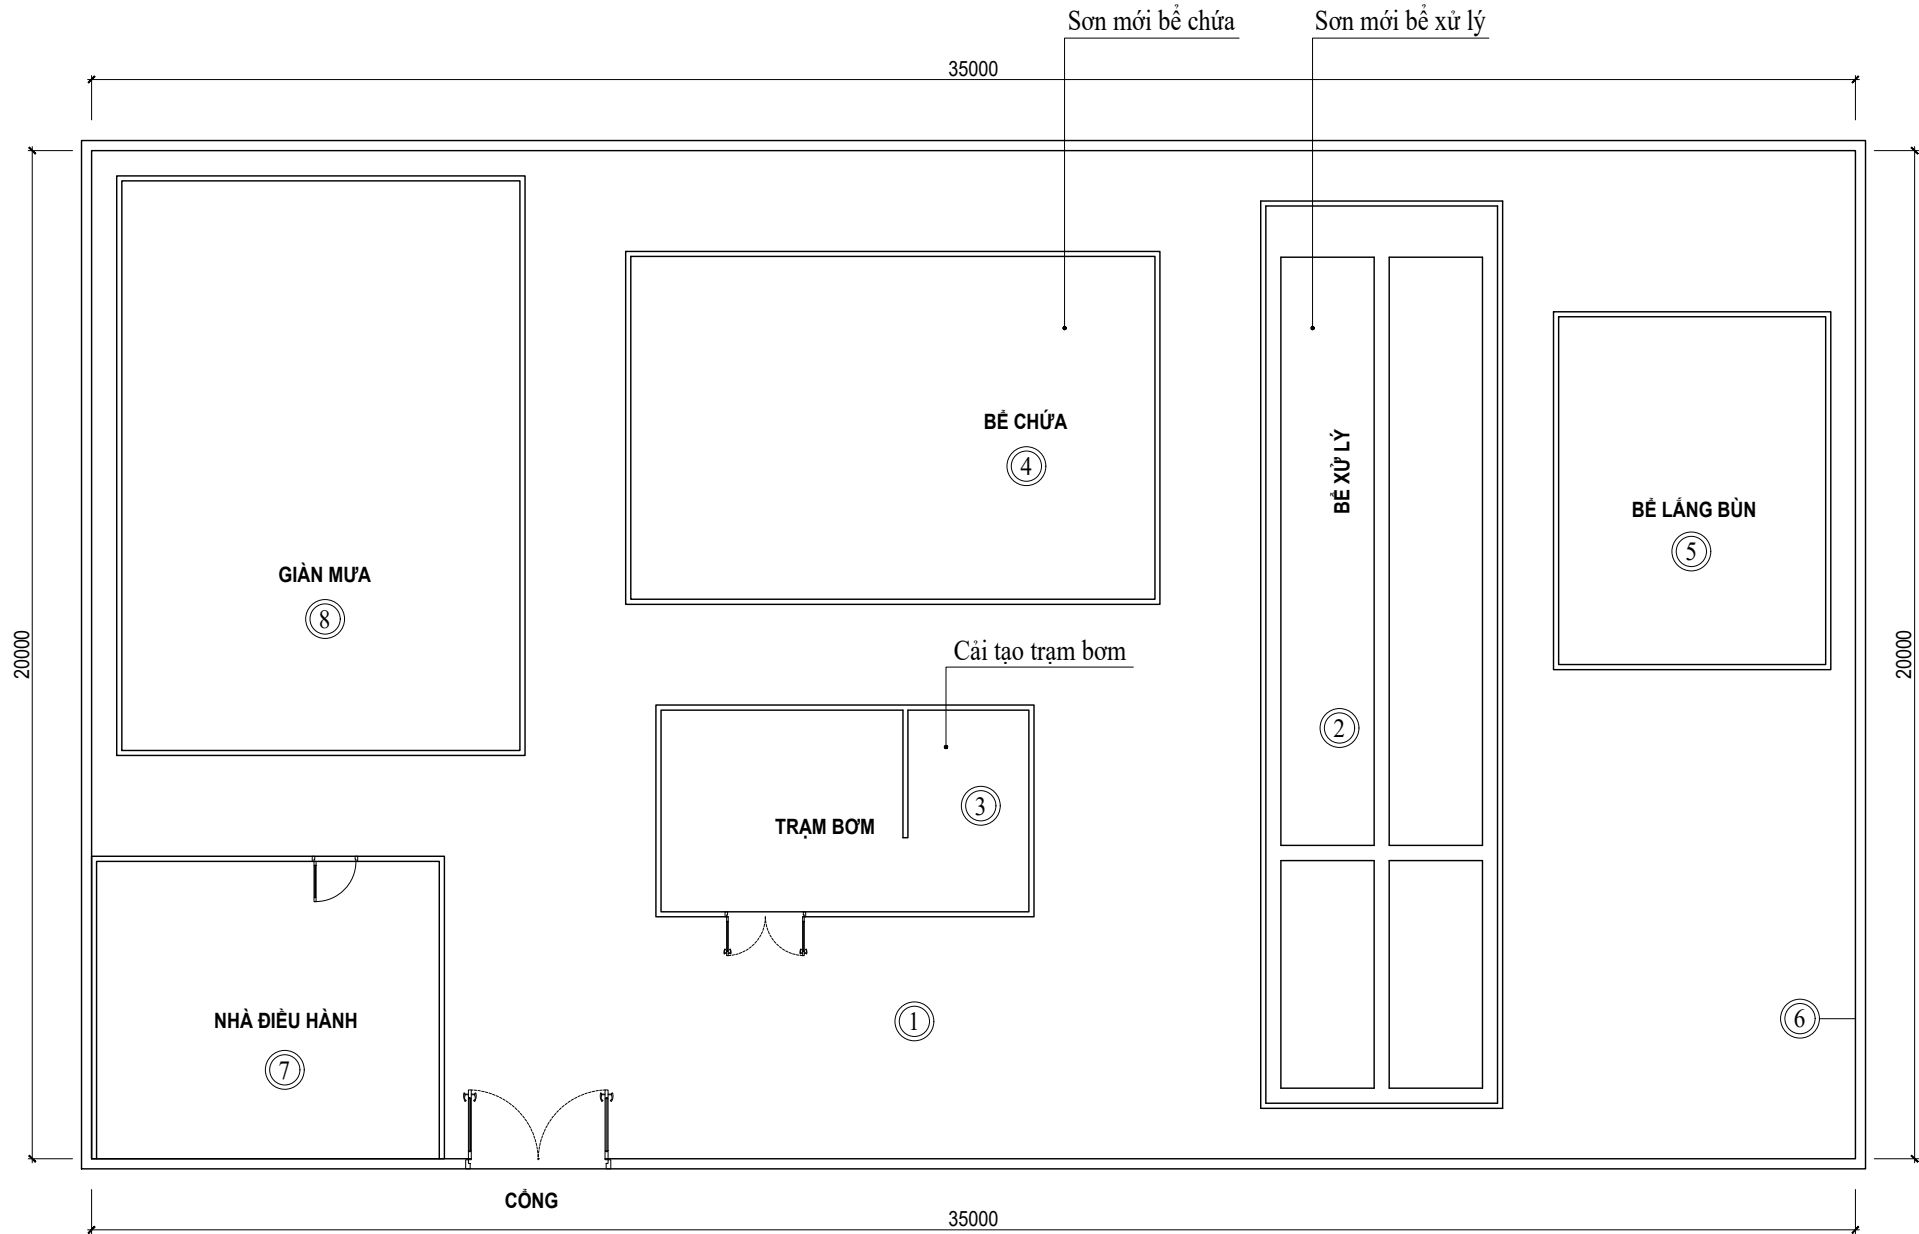 Sơn mới bể chứa
Sơn mới bể xử lý
35000
20000
20000
BỂ CHỨA
4
BỂ XỬ LÝ
BỂ LẮNG BÙN
5
GIÀN MƯA
8
Cải tạo trạm bơm
2
3
TRẠM BƠM
NHÀ ĐIỀU HÀNH
7
1
6
CỔNG
35000